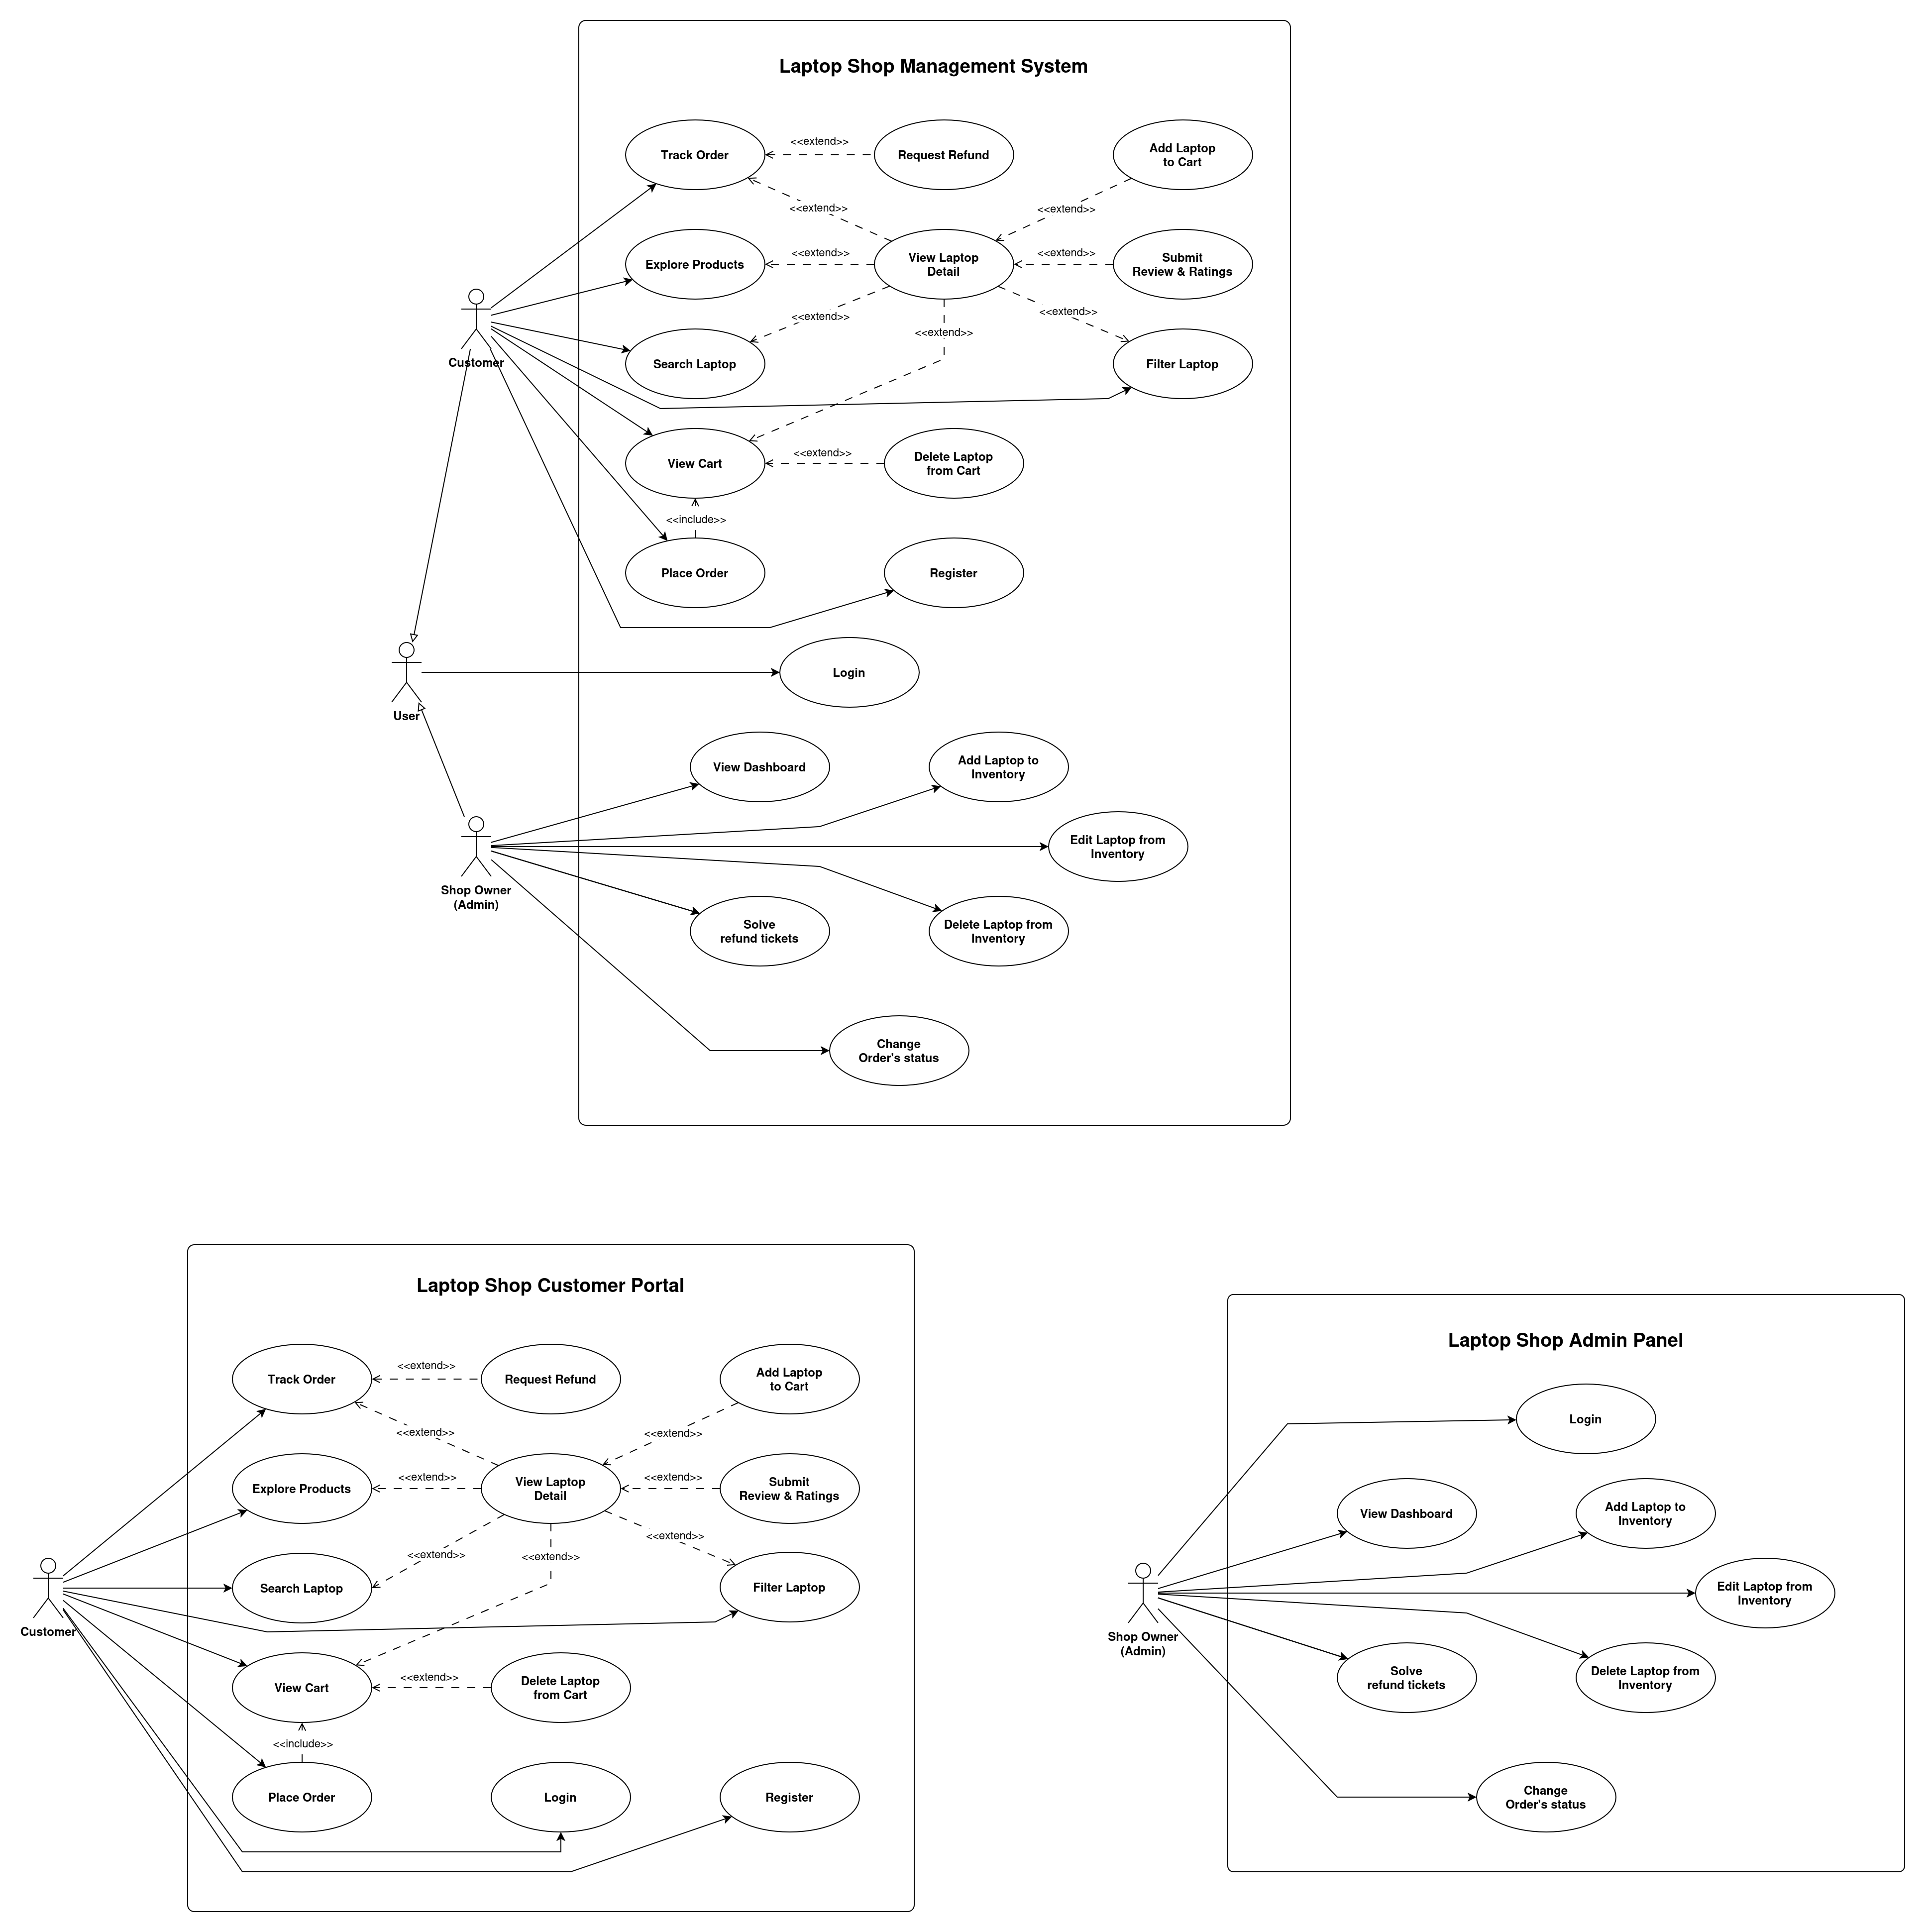 Laptop Shop Management System
Track Order
<<extend>>
Request Refund
Add Laptop
to Cart
<<extend>>
<<extend>>
Explore Products
<<extend>>
View Laptop
Detail
<<extend>>
Submit
Review & Ratings
<<extend>>
<<extend>>
<<extend>>
Customer
Search Laptop
Filter Laptop
View Cart
<<extend>>
Delete Laptop
from Cart
<<include>>
Place Order
Register
User
Login
View Dashboard
Add Laptop to
Inventory
Edit Laptop from
Inventory
Shop Owner
(Admin)
Solve
refund tickets
Delete Laptop from
Inventory
Change
Order's status
Laptop Shop Customer Portal
Track Order
<<extend>>
Request Refund
Add Laptop
to Cart
<<extend>>
<<extend>>
Explore Products
<<extend>>
View Laptop
Detail
<<extend>>
Submit
Review & Ratings
<<extend>>
<<extend>>
<<extend>>
Search Laptop
Filter Laptop
Customer
View Cart
<<extend>>
Delete Laptop
from Cart
<<include>>
Place Order
Login
Register
Laptop Shop Admin Panel
Login
View Dashboard
Add Laptop to
Inventory
Edit Laptop from
Inventory
Shop Owner
(Admin)
Solve
refund tickets
Delete Laptop from
Inventory
Change
Order's status